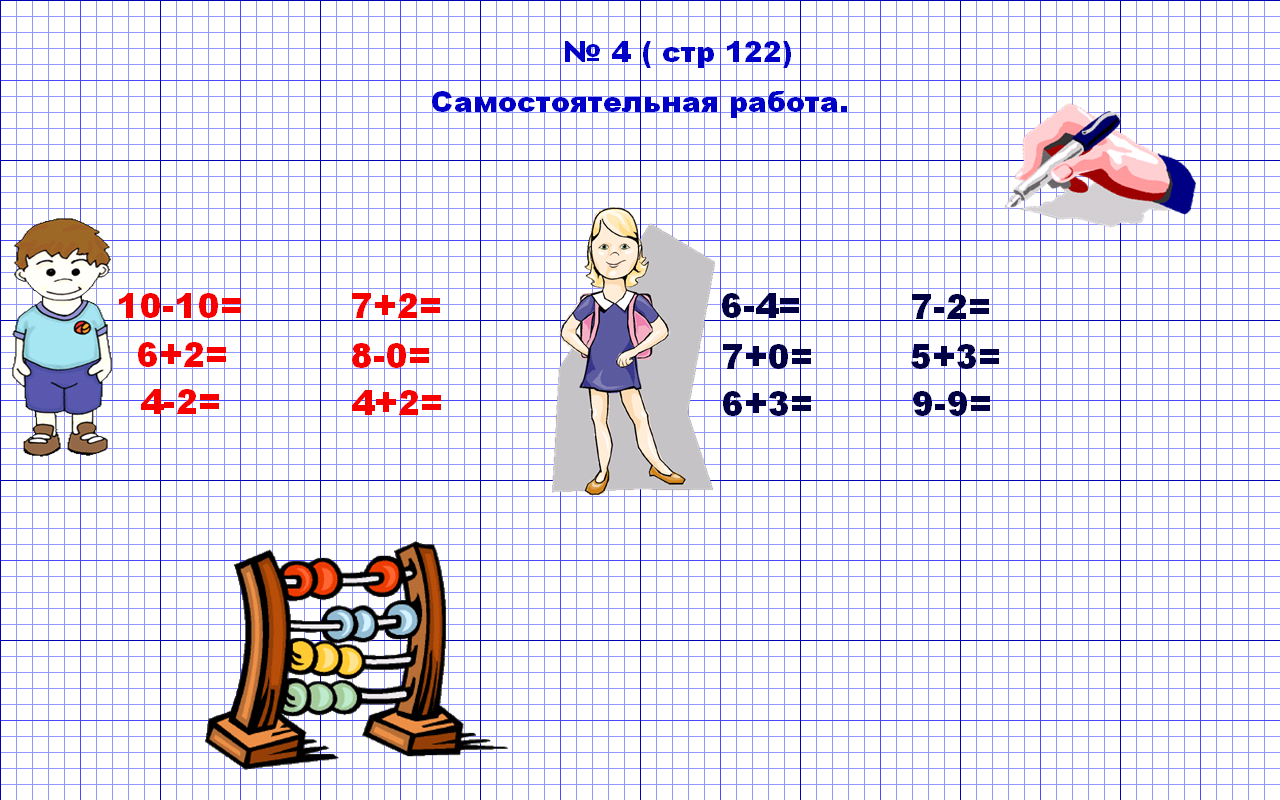 № 4 ( стр 122)
Самостоятельная работа.
10-10= 7+2= 6-4= 7-2=
6+2= 8-0= 7+0= 5+3=
4-2= 4+2= 6+3= 9-9=